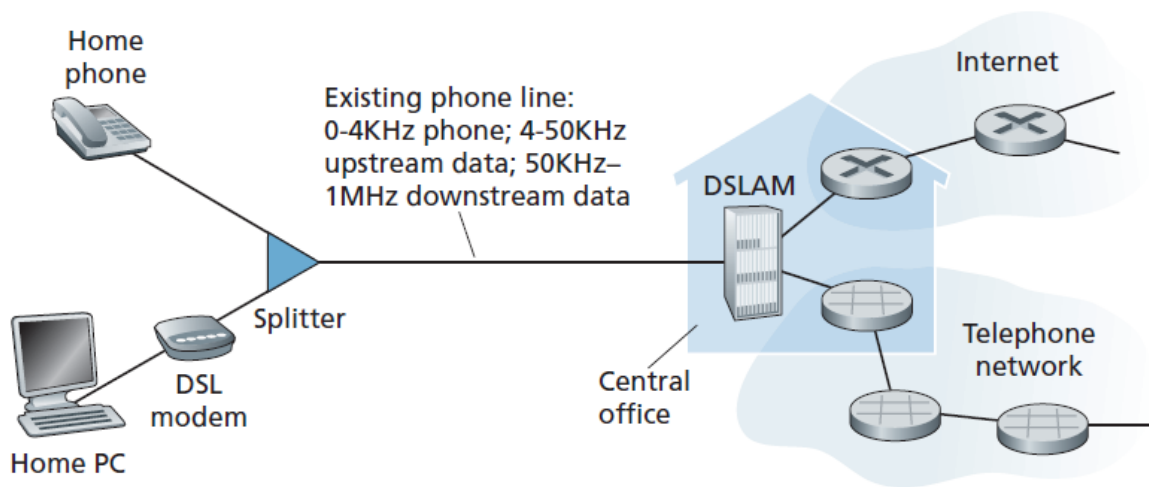 Home
phone
Existing phone line:
0-4KHz phone; 4-50KHz
upstream data; 50KHz–
1MHz downstream data
Internet
DSLAM
Splitter
DSL
modem
Home PC
Central
office
Telephone
network